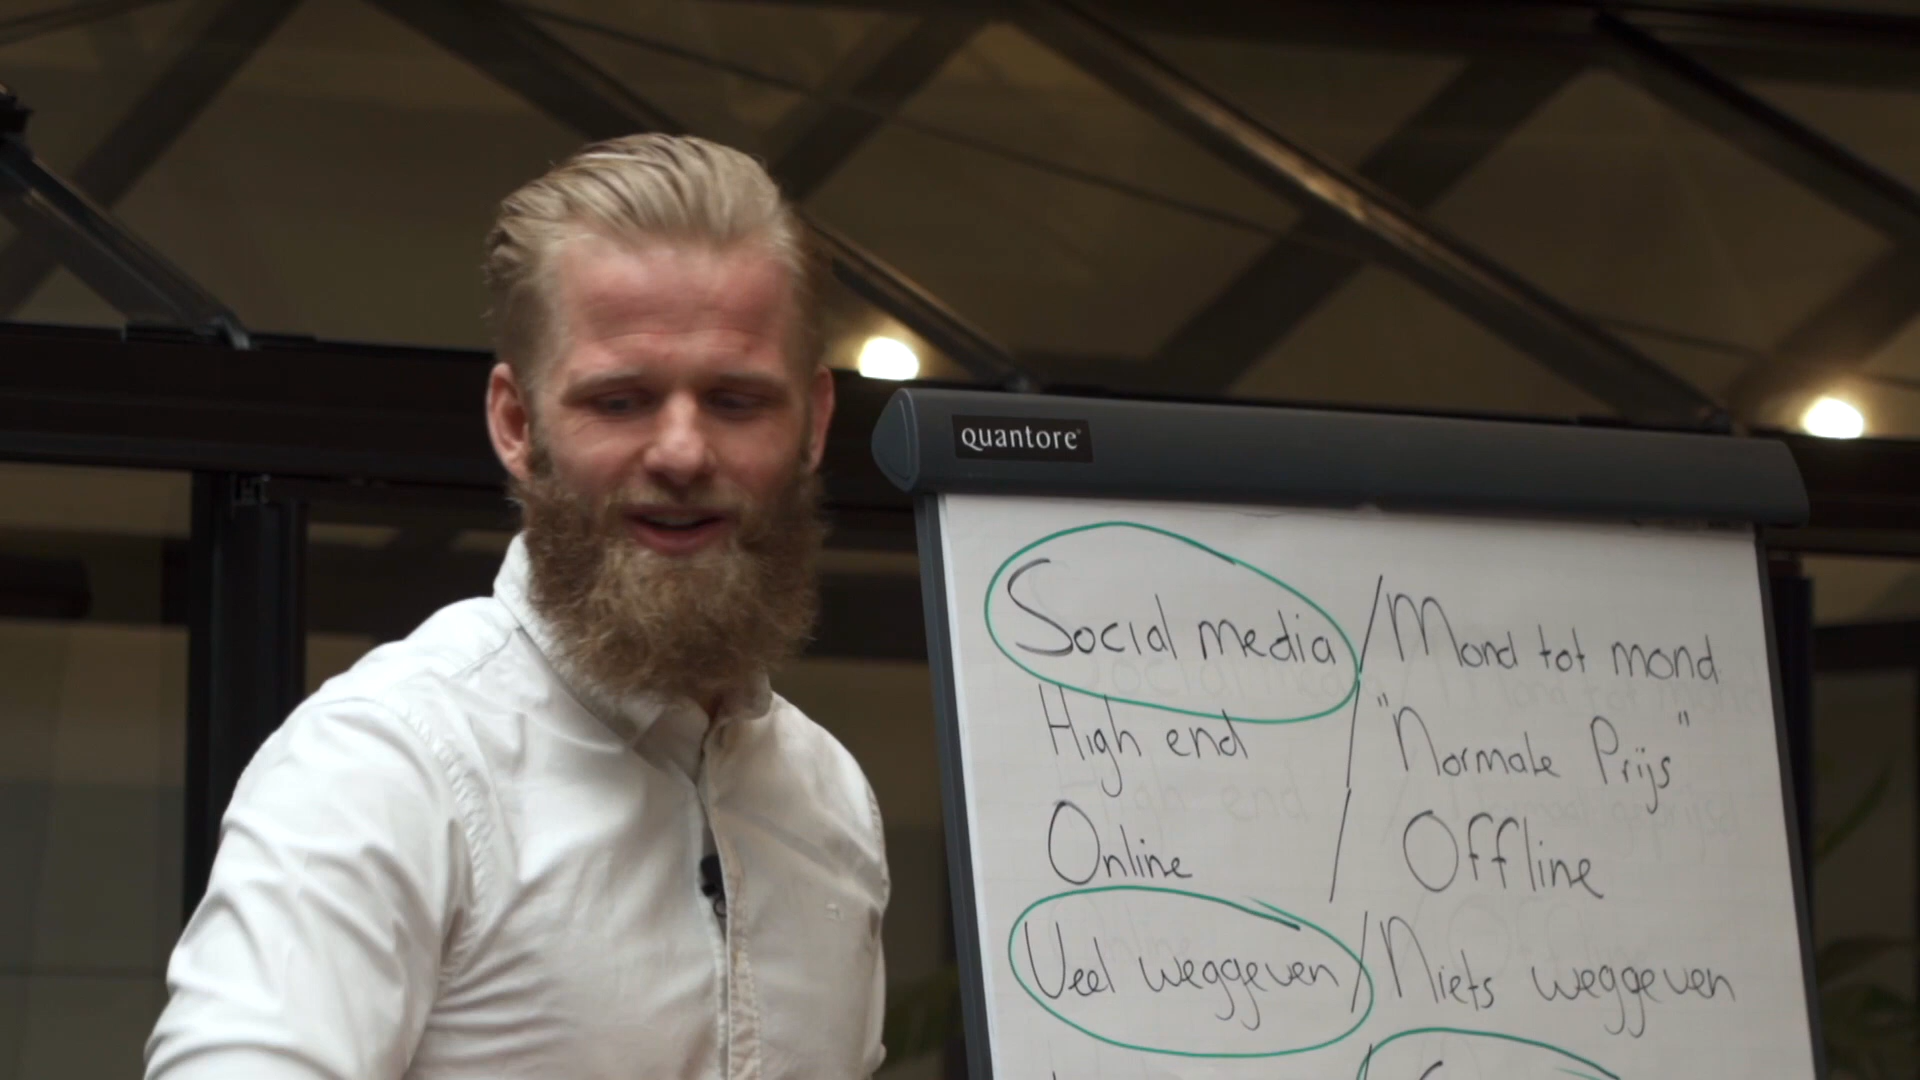 quantore
Social media / Mond tot mond
High end / "Normale Prijs"
Online / Offline
Veel weggeven / Niets weggeven